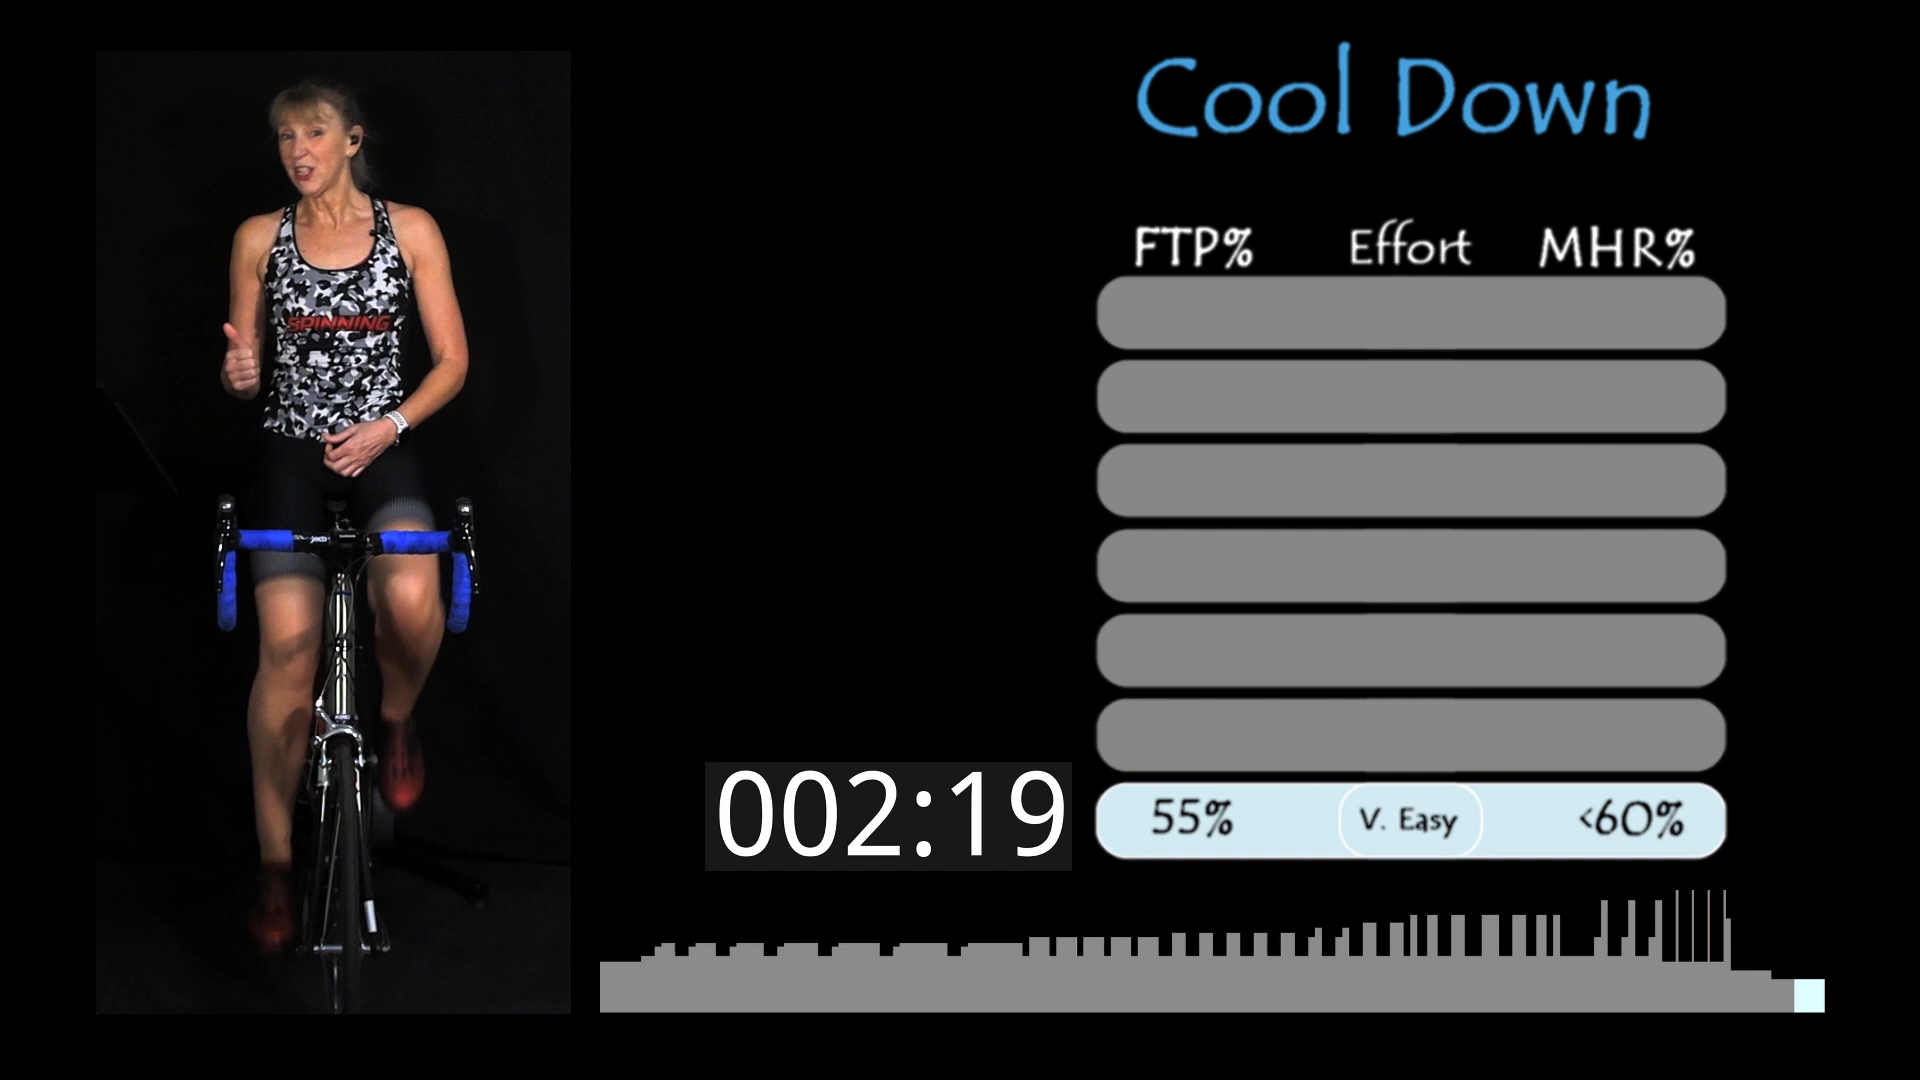 Cool Down
FTP% Effort MHR%
SPINNING
002:19
55% V. Easy <60%